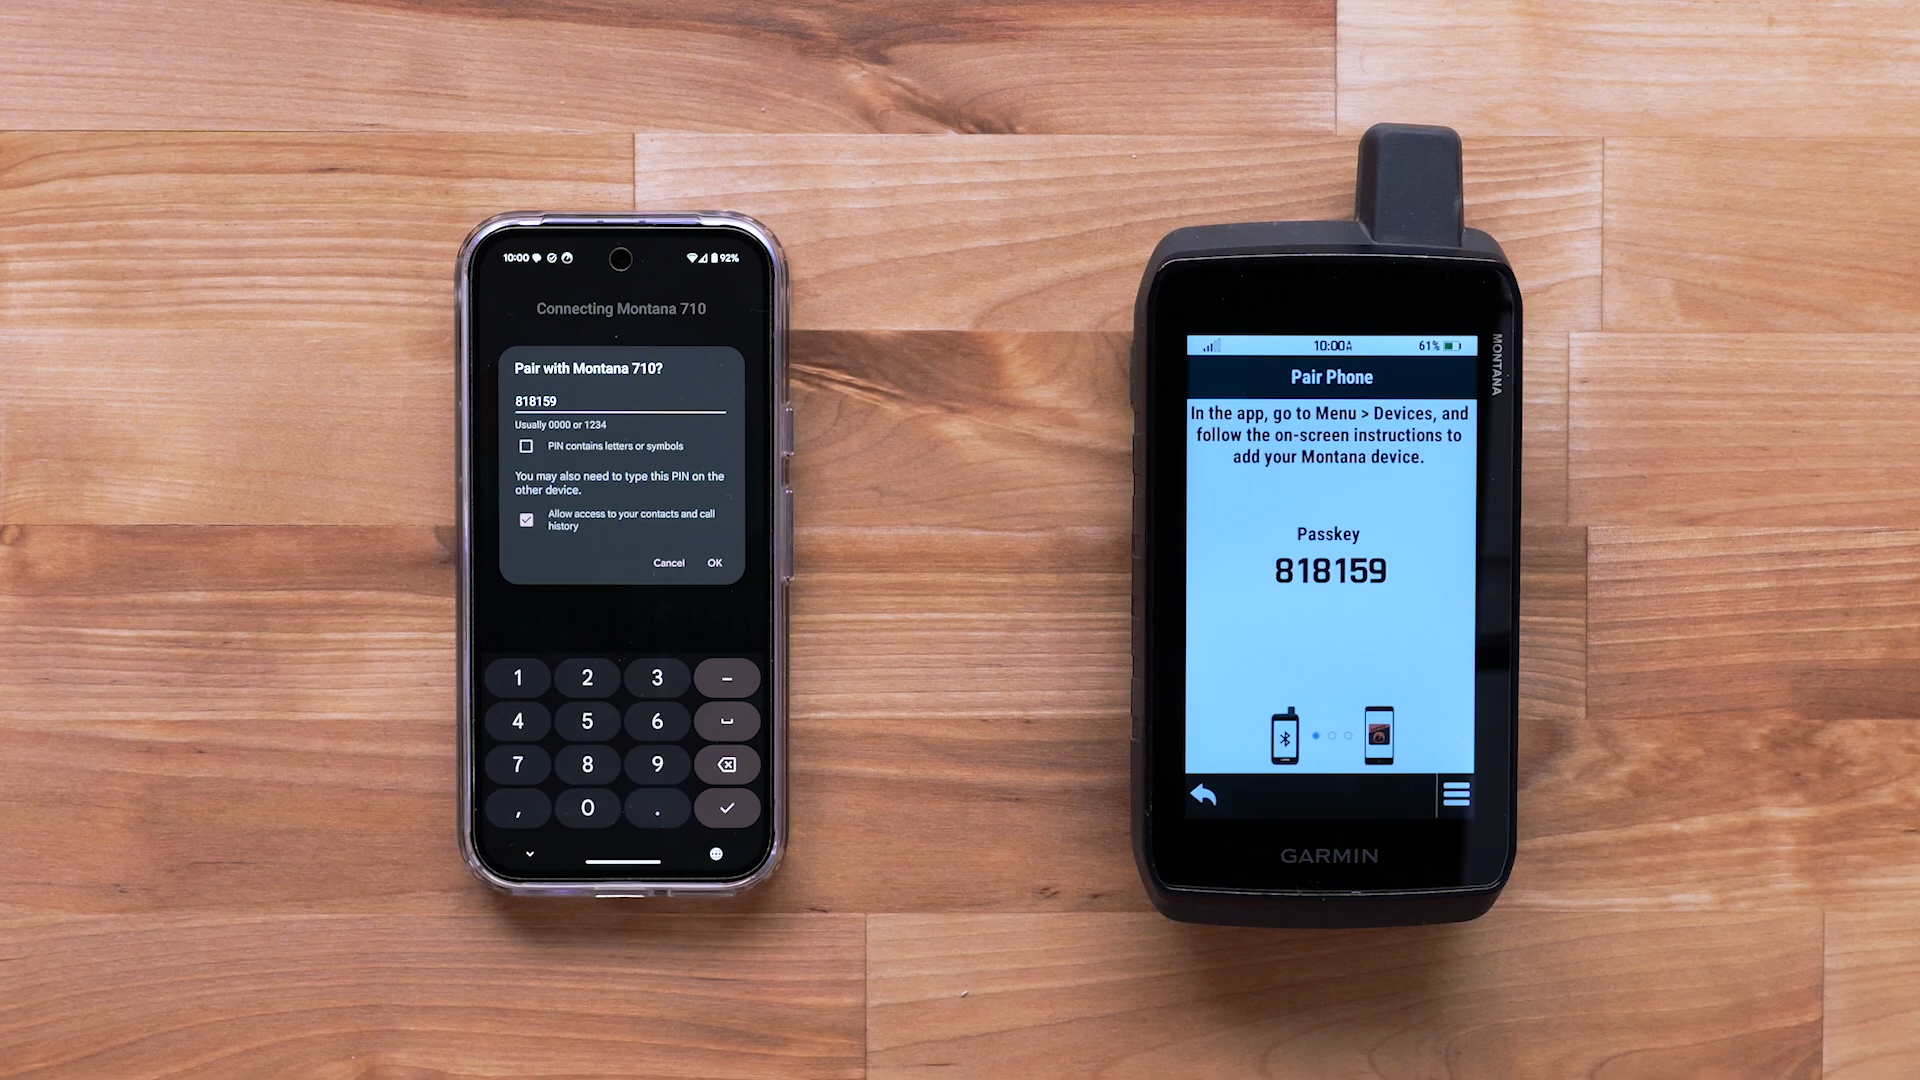 10:00
92%
Connecting Montana 710
Pair with Montana 710?
818159
Usually 0000 or 1234
PIN contains letters or symbols
You may also need to type this PIN on the
other device.
Allow access to your contacts and call
history
Cancel OK
1 2 3 –
4 5 6
7 8 9
, 0 .
10:00A 61%
Pair Phone
In the app, go to Menu > Devices, and
follow the on-screen instructions to
add your Montana device.
Passkey
818159
GARMIN
MONTANA